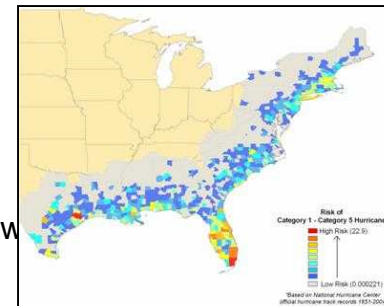 w
Risk of
Category 1 - Category 5 Hurricane
High Risk (22.9)
Low Risk (0.000221)
*Based on National Hurricane Center
official hurricane track records 1851-200